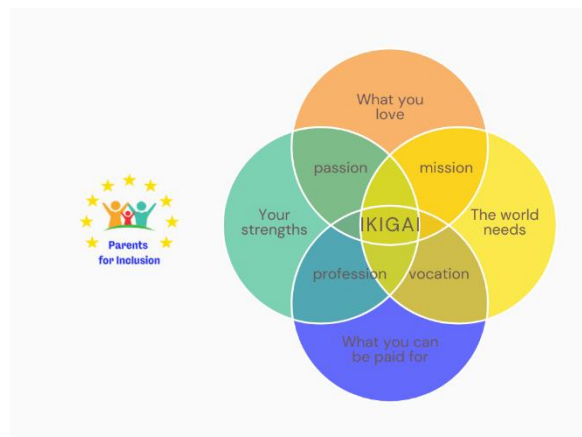 What you
love
passion
mission
Your
strengths
IKIGAI
The world
needs
profession
vocation
What you can
be paid for
Parents
for Inclusion